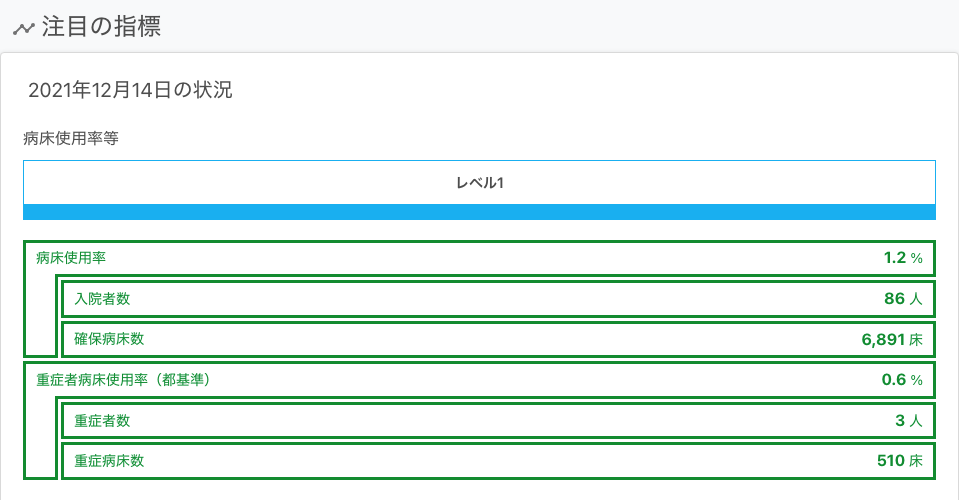 注目の指標
2021年12月14日の状況
病床使用率等
レベル1
病床使用率 1.2 %
入院者数 86 人
確保病床数 6,891 床
重症者病床使用率（都基準） 0.6 %
重症者数 3 人
重症病床数 510 床